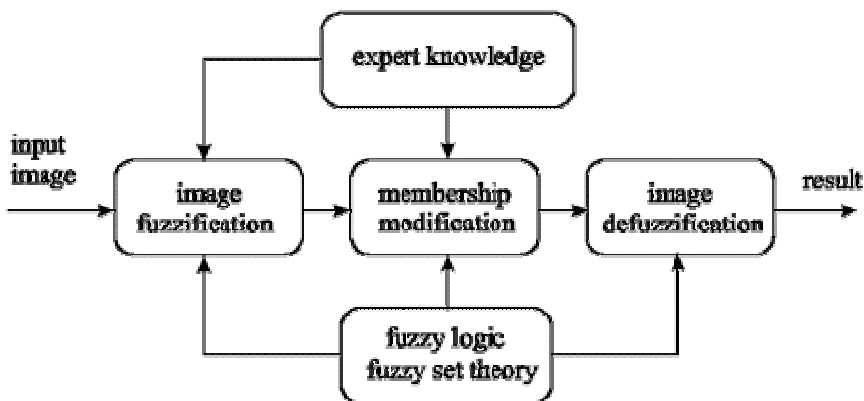 expert knowledge
input
image
image
fuzzification
membership
modification
image
defuzzification
result
fuzzy logic
fuzzy set theory